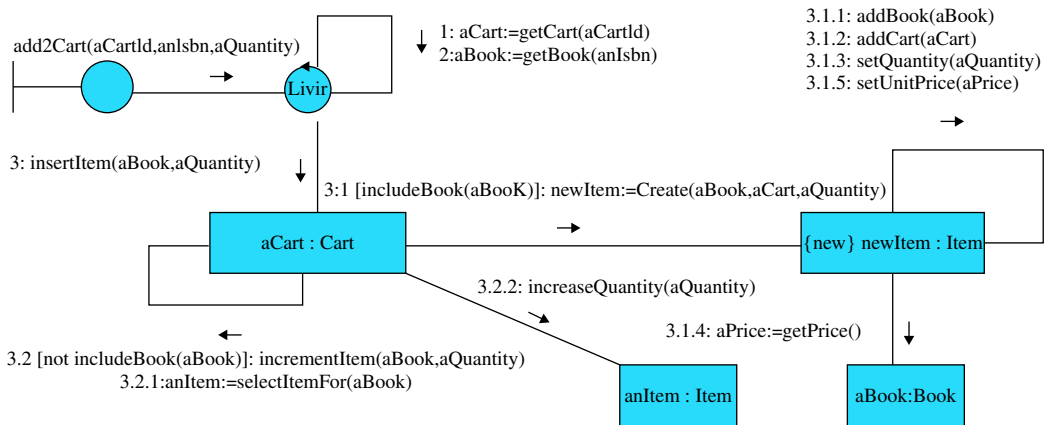 3.1.1: addBook(aBook)
3.1.2: addCart(aCart)
3.1.3: setQuantity(aQuantity)
3.1.5: setUnitPrice(aPrice)
1: aCart:=getCart(aCartld)
2:aBook:=getBook(anIsbn)
add2Cart(aCartld,anlsbn,aQuantity)
Livir
3: insertItem(aBook,aQuantity)
3:1 [includeBook(aBooK)]: newItem:=Create(aBook,aCart,aQuantity)
aCart : Cart
{new} newItem : Item
3.2.2: increaseQuantity(aQuantity)
3.1.4: aPrice:=getPrice()
3.2 [not includeBook(aBook)]: incrementItem(aBook,aQuantity)
3.2.1:anItem:=selectItemFor(aBook)
anItem : Item
aBook:Book